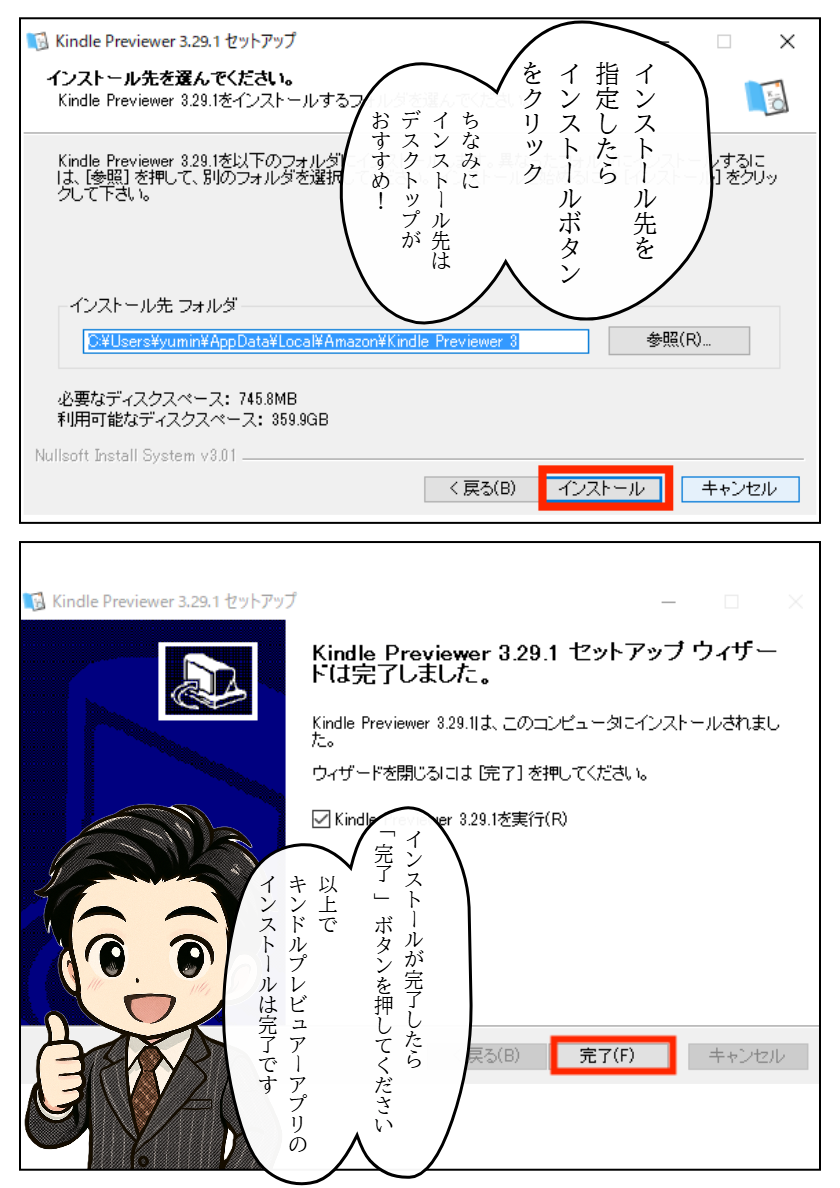 Kindle Previewer 3.29.1 セットアップ
インストール先を選んでください。
Kindle Previewer 3.29.1をインストールするフォルダを選んでください
インストール先を
指定したら
インストールボタン
をクリック
ちなみに
インストール先は
デスクトップが
おすすめ！
Kindle Previewer 3.29.1を以下のフォルダに
するに
は、[参照] を押して、別のフォルダを選択
をクリッ
クして下さい。
インストール先 フォルダ
C:¥Users¥yumin¥AppData¥Local¥Amazon¥Kindle Previewer 3
参照(R)...
必要なディスクスペース: 745.8MB
利用可能なディスクスペース: 359.9GB
Nullsoft Install System v3.01
< 戻る(B)
インストール
キャンセル
Kindle Previewer 3.29.1 セットアップ
Kindle Previewer 3.29.1 セットアップ ウィザー
ドは完了しました。
Kindle Previewer 3.29.1は、このコンピュータにインストールされまし
た。
ウィザードを閉じるには [完了] を押してください。
Kindle Previewer 3.29.1を実行(R)
インストールが完了したら
「完了」ボタンを押してください
以上で
キンドルプレビュアーアプリの
インストールは完了です
戻る(B)
完了(F)
キャンセル